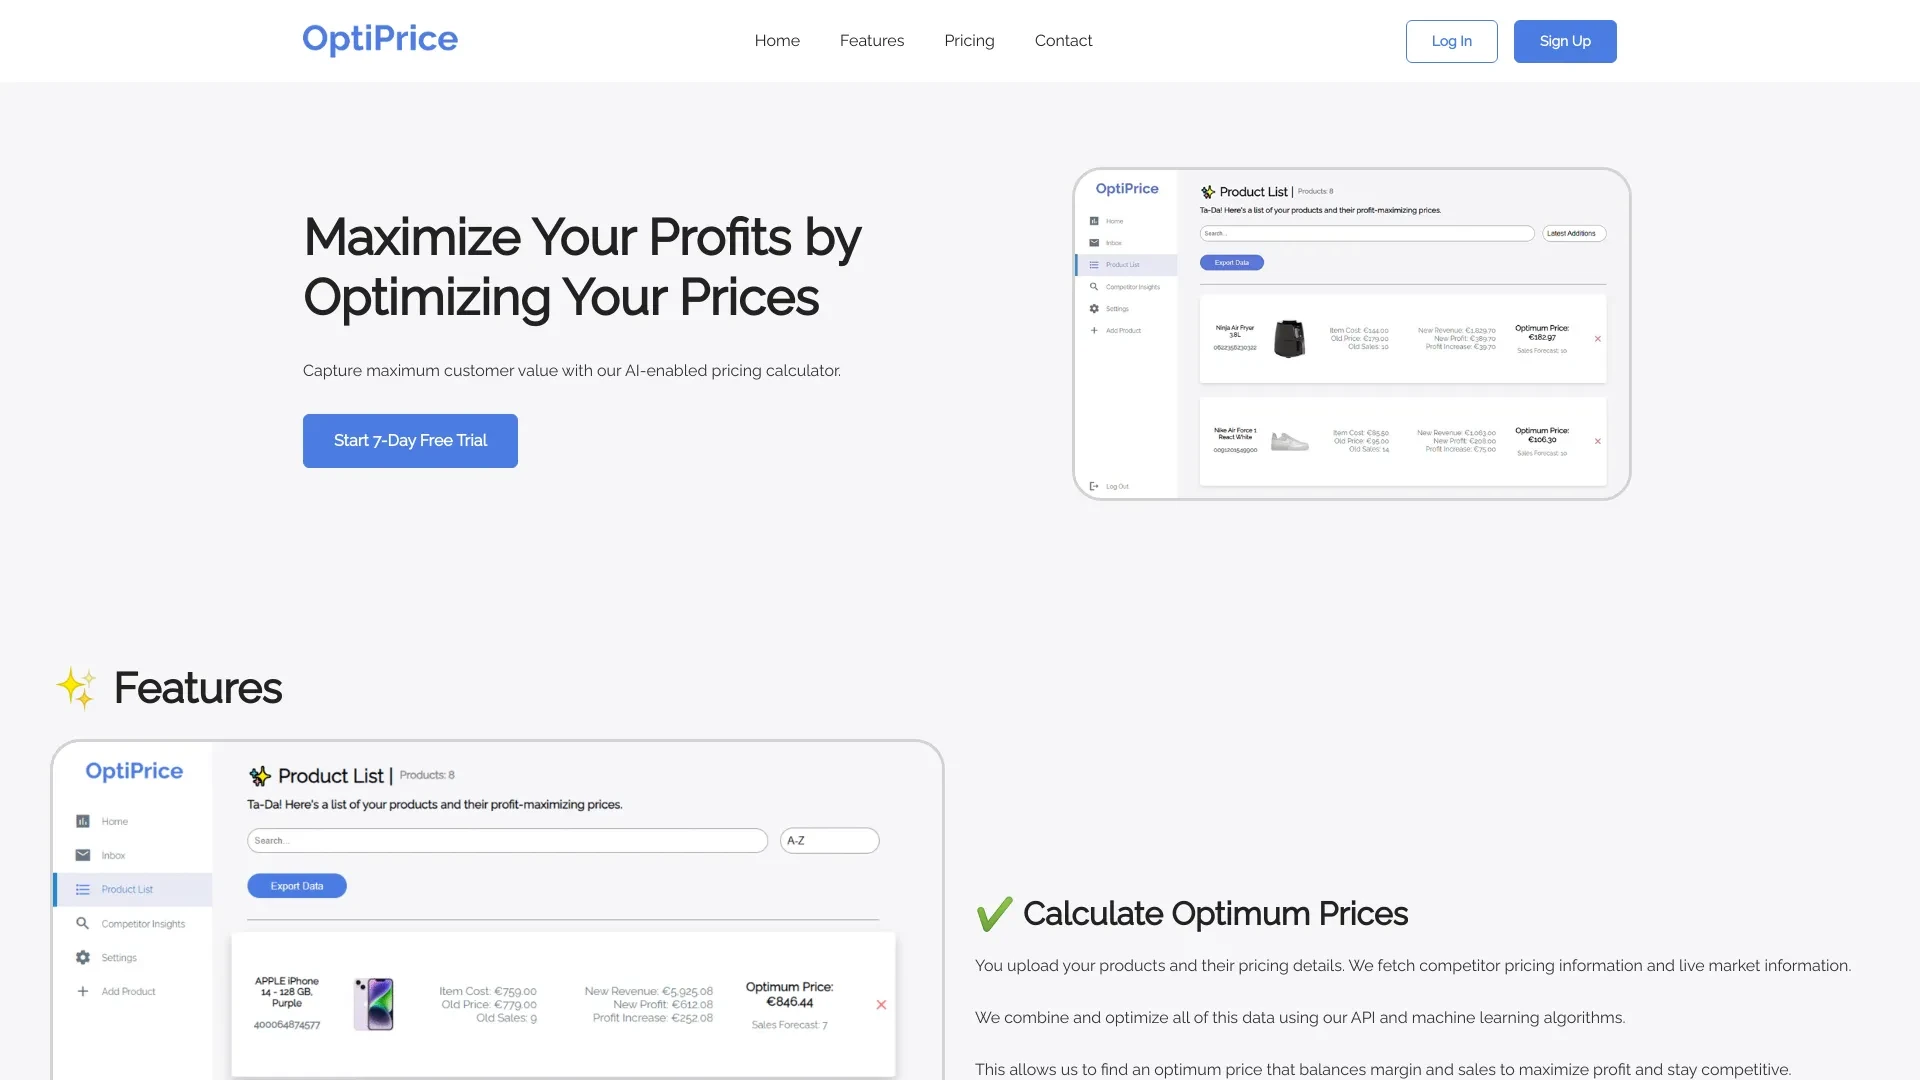 OptiPrice
Home Features Pricing Contact
Log In
Sign Up
Maximize Your Profits by
Optimizing Your Prices
Capture maximum customer value with our AI-enabled pricing calculator.
Start 7-Day Free Trial
OptiPrice
Home
Inbox
Product List
Competitor Insights
Settings
Add Product
Log Out
Product List | Products: 8
Ta-Da! Here's a list of your products and their profit-maximizing prices.
Search...
Latest Additions
Export Data
Ninja Air Fryer
3.8L
0622356230322
Item Cost: €144.00
Old Price: €179.00
Old Sales: 10
New Revenue: €1,829.70
New Profit: €389.70
Profit Increase: €39.70
Optimum Price:
€182.97
Sales Forecast: 10
Nike Air Force 1
React White
0091201549900
Item Cost: €85.50
Old Price: €95.00
Old Sales: 14
New Revenue: €1,063.00
New Profit: €208.00
Profit Increase: €75.00
Optimum Price:
€106.30
Sales Forecast: 10
Features
OptiPrice
Home
Inbox
Product List
Competitor Insights
Settings
Add Product
Product List | Products: 8
Ta-Da! Here's a list of your products and their profit-maximizing prices.
Search...
A-Z
Export Data
APPLE iPhone
14 - 128 GB,
Purple
400064874577
Item Cost: €759.00
Old Price: €779.00
Old Sales: 9
New Revenue: €5,925.08
New Profit: €612.08
Profit Increase: €252.08
Optimum Price:
€846.44
Sales Forecast: 7
Calculate Optimum Prices
You upload your products and their pricing details. We fetch competitor pricing information and live market information.
We combine and optimize all of this data using our API and machine learning algorithms.
This allows us to find an optimum price that balances margin and sales to maximize profit and stay competitive.